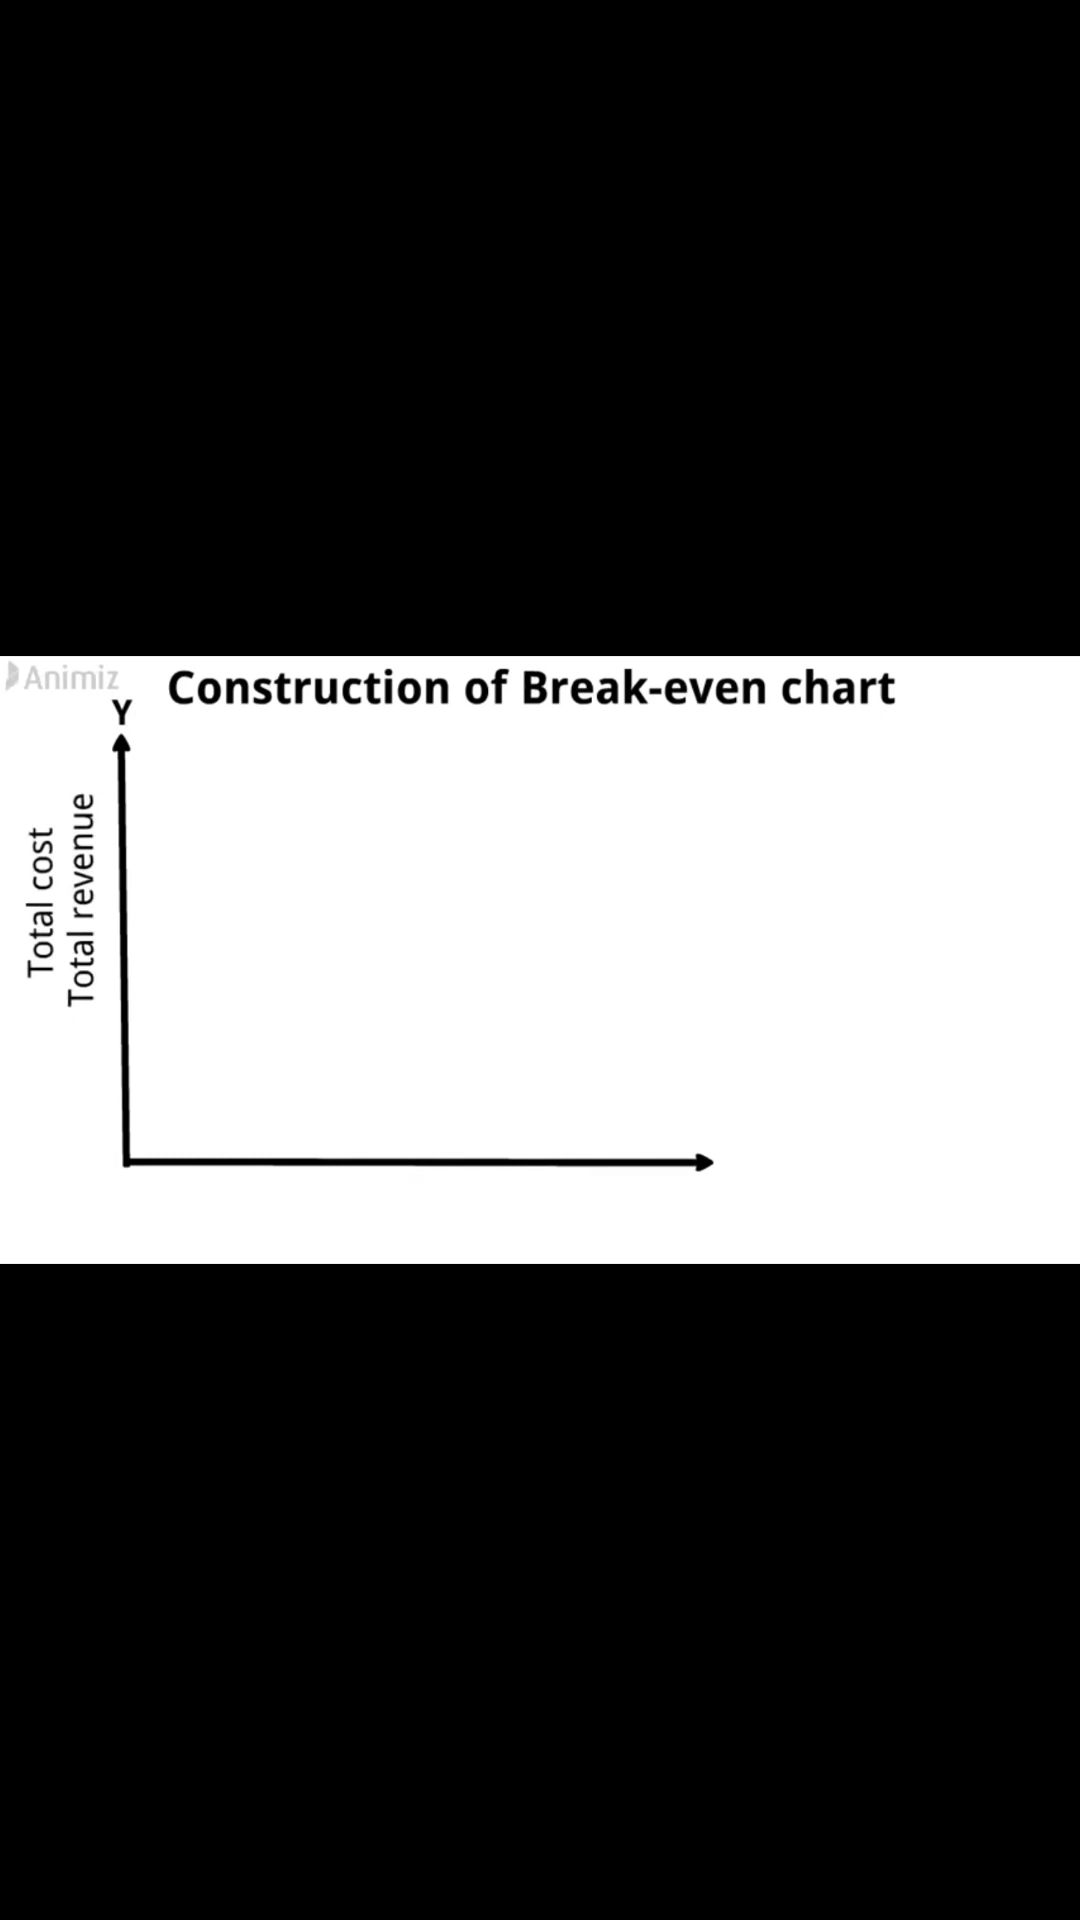 Animiz
Construction of Break-even chart
Y
Total cost
Total revenue